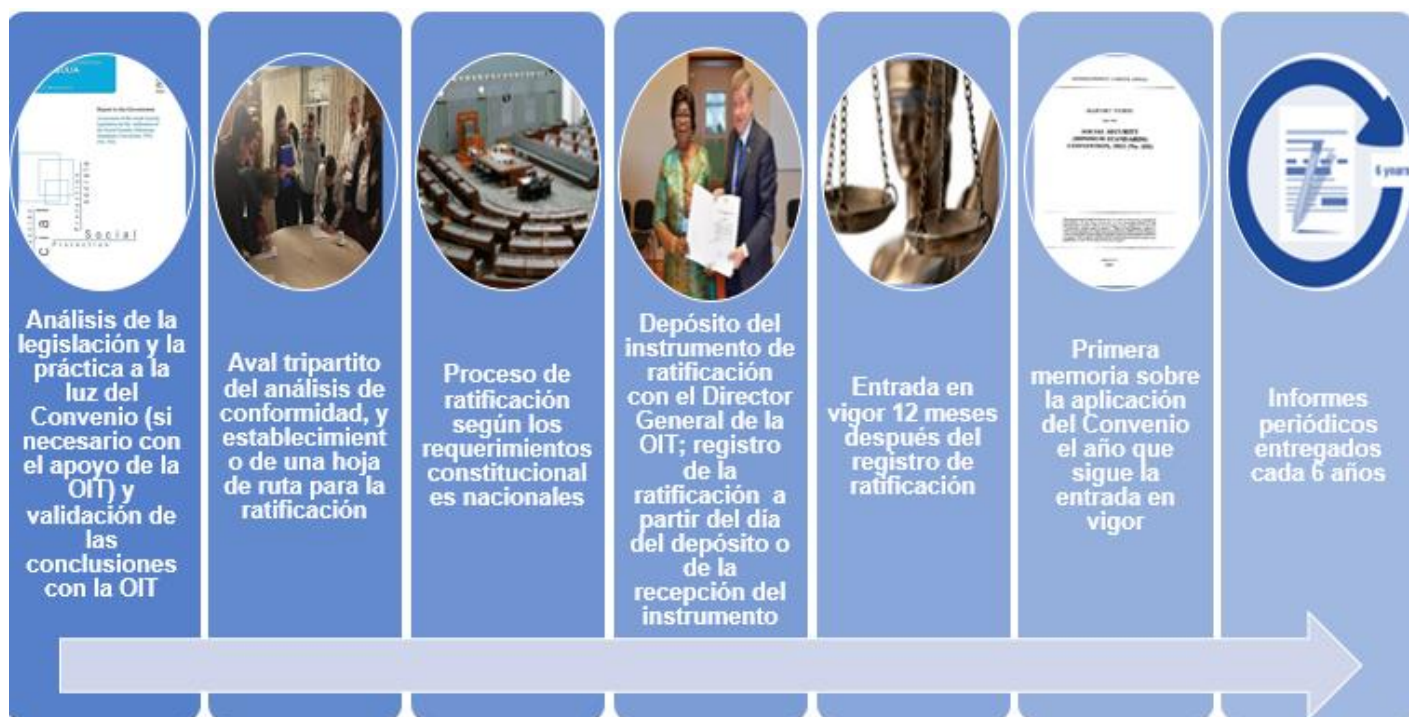 Social
Protection
Análisis de la
legislación y la
práctica a la
luz del
Convenio (si
necesario con
el apoyo de la
OIT) y
validación de
las
conclusiones
con la OIT
Aval tripartito
del análisis de
conformidad, y
establecimient
o de una hoja
de ruta para la
ratificación
Proceso de
ratificación
según los
requerimientos
constitucional
es nacionales
Depósito del
instrumento de
ratificación
con el Director
General de la
OIT; registro
de la
ratificación a
partir del día
del depósito o
de la
recepción del
instrumento
Entrada en
vigor 12 meses
después del
registro de
ratificación
SOCIAL SECURITY
Primera
memoria sobre
la aplicación
del Convenio
el año que
sigue la
entrada en
vigor
6 years
Informes
periódicos
entregados
cada 6 años